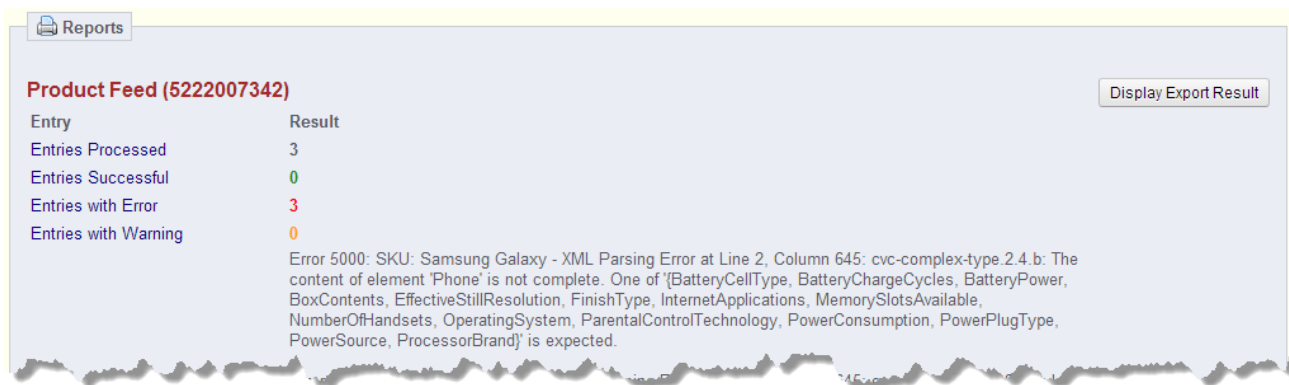 Reports
Product Feed (5222007342)
Display Export Result
Entry Result
Entries Processed 3
Entries Successful 0
Entries with Error 3
Entries with Warning 0
Error 5000: SKU: Samsung Galaxy - XML Parsing Error at Line 2, Column 645: cvc-complex-type.2.4.b: The
content of element 'Phone' is not complete. One of '{BatteryCellType, BatteryChargeCycles, BatteryPower,
BoxContents, EffectiveStillResolution, FinishType, InternetApplications, MemorySlotsAvailable,
NumberOfHandsets, OperatingSystem, ParentalControlTechnology, PowerConsumption, PowerPlugType,
PowerSource, ProcessorBrand}' is expected.